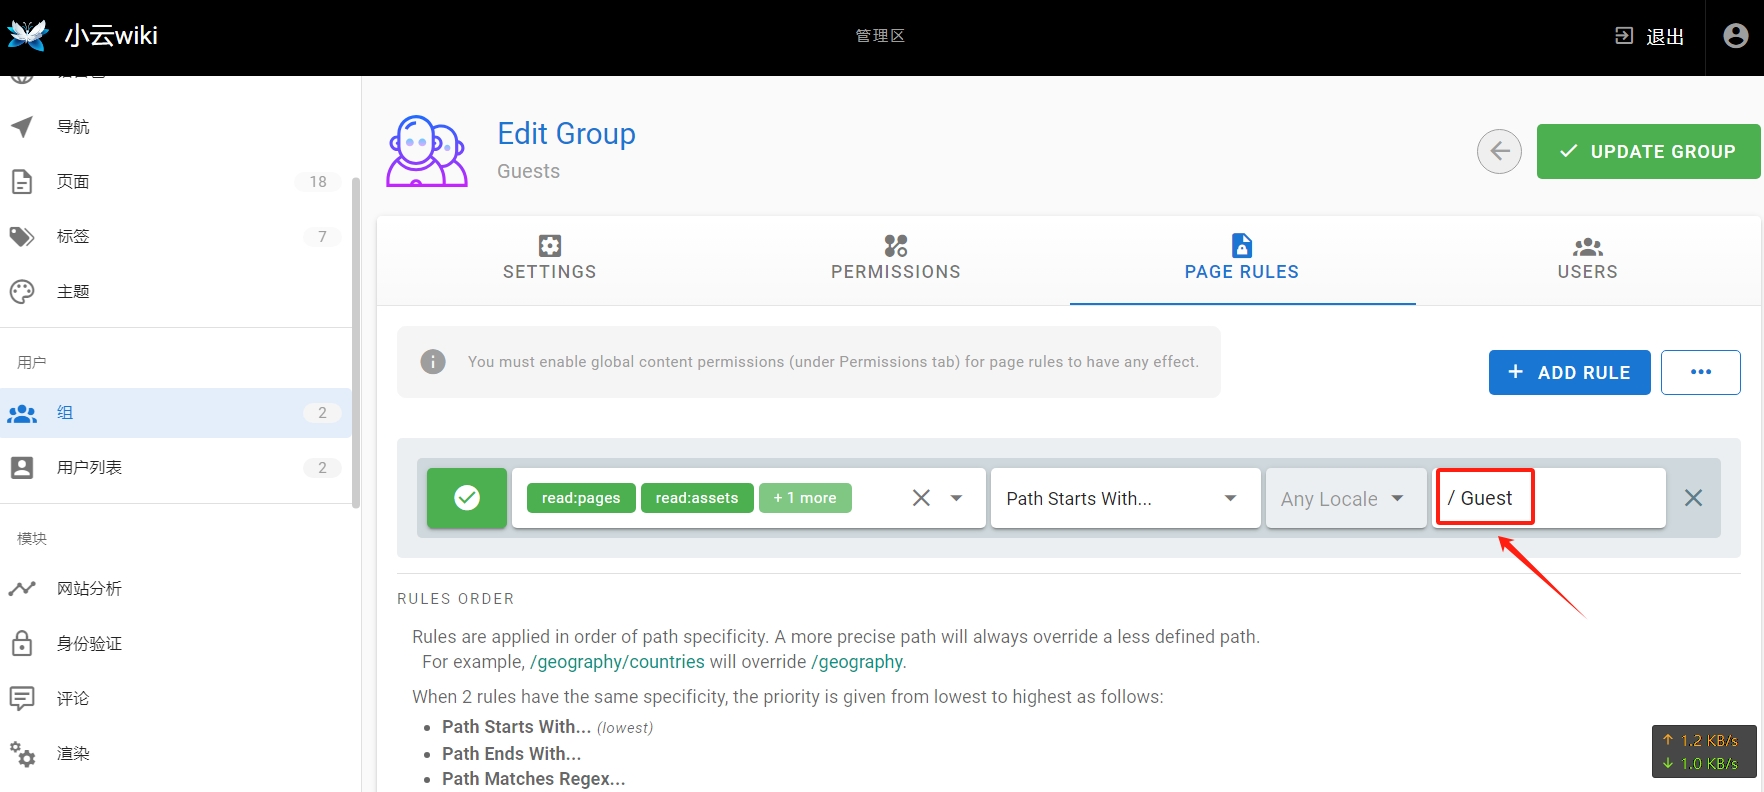 小云wiki
管理区
退出
导航
页面 18
标签 7
主题
用户
组 2
用户列表 2
模块
网站分析
身份验证
评论
渲染
Edit Group
Guests
UPDATE GROUP
SETTINGS
PERMISSIONS
PAGE RULES
USERS
You must enable global content permissions (under Permissions tab) for page rules to have any effect.
ADD RULE
read:pages read:assets + 1 more
Path Starts With...
Any Locale
/ Guest
RULES ORDER
Rules are applied in order of path specificity. A more precise path will always override a less defined path.
For example, /geography/countries will override /geography.
When 2 rules have the same specificity, the priority is given from lowest to highest as follows:
Path Starts With... (lowest)
Path Ends With...
Path Matches Regex...
↑ 1.2 KB/s
↓ 1.0 KB/s